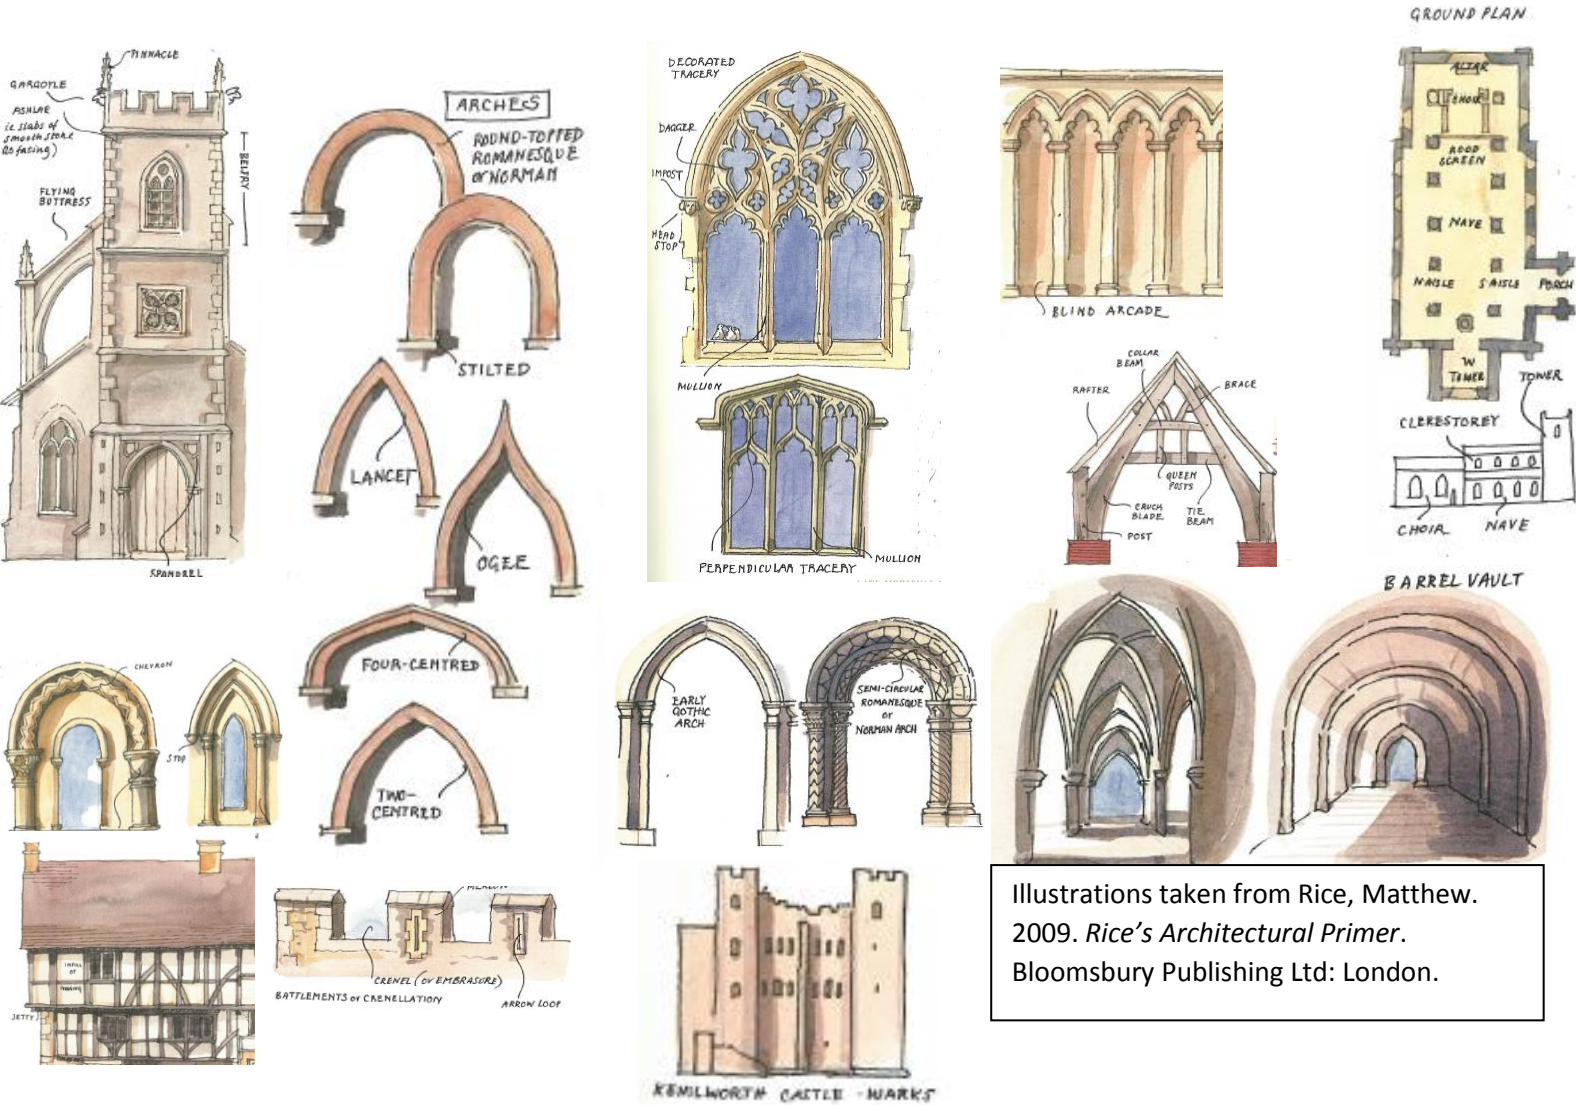 PINNACLE
GARGOYLE
ASHLAR
ie slabs of
smooth stone
(as facing)
BELFRY
FLYING
BUTTRESS
SPANDREL
ARCHES
ROUND-TOPPED
ROMANESQUE
or NORMAN
STILTED
LANCET
OGEE
FOUR-CENTRED
TWO-
CENTRED
DECORATED
TRACERY
DAGGER
IMPOST
HEAD
STOP
MULLION
MULLION
PERPENDICULAR TRACERY
BLIND ARCADE
COLLAR
BEAM
RAFTER
BRACE
QUEEN
POSTS
CRUCK
BLADE
TIE
BEAM
POST
GROUND PLAN
ALTAR
CHOIR
ROOD
SCREEN
NAVE
N AISLE
S AISLE
PORCH
W
TOWER
TOWER
CLERESTOREY
CHOIR
NAVE
BARREL VAULT
CHEVRON
STOP
EARLY
GOTHIC
ARCH
SEMI-CIRCULAR
ROMANESQUE
or
NORMAN ARCH
INFILL
OF
JETTY
MERLON
CRENEL (or EMBRASURE)
BATTLEMENTS or CRENELLATION
ARROW LOOP
KENILWORTH CASTLE - WARKS
Illustrations taken from Rice, Matthew.
2009. Rice's Architectural Primer.
Bloomsbury Publishing Ltd: London.